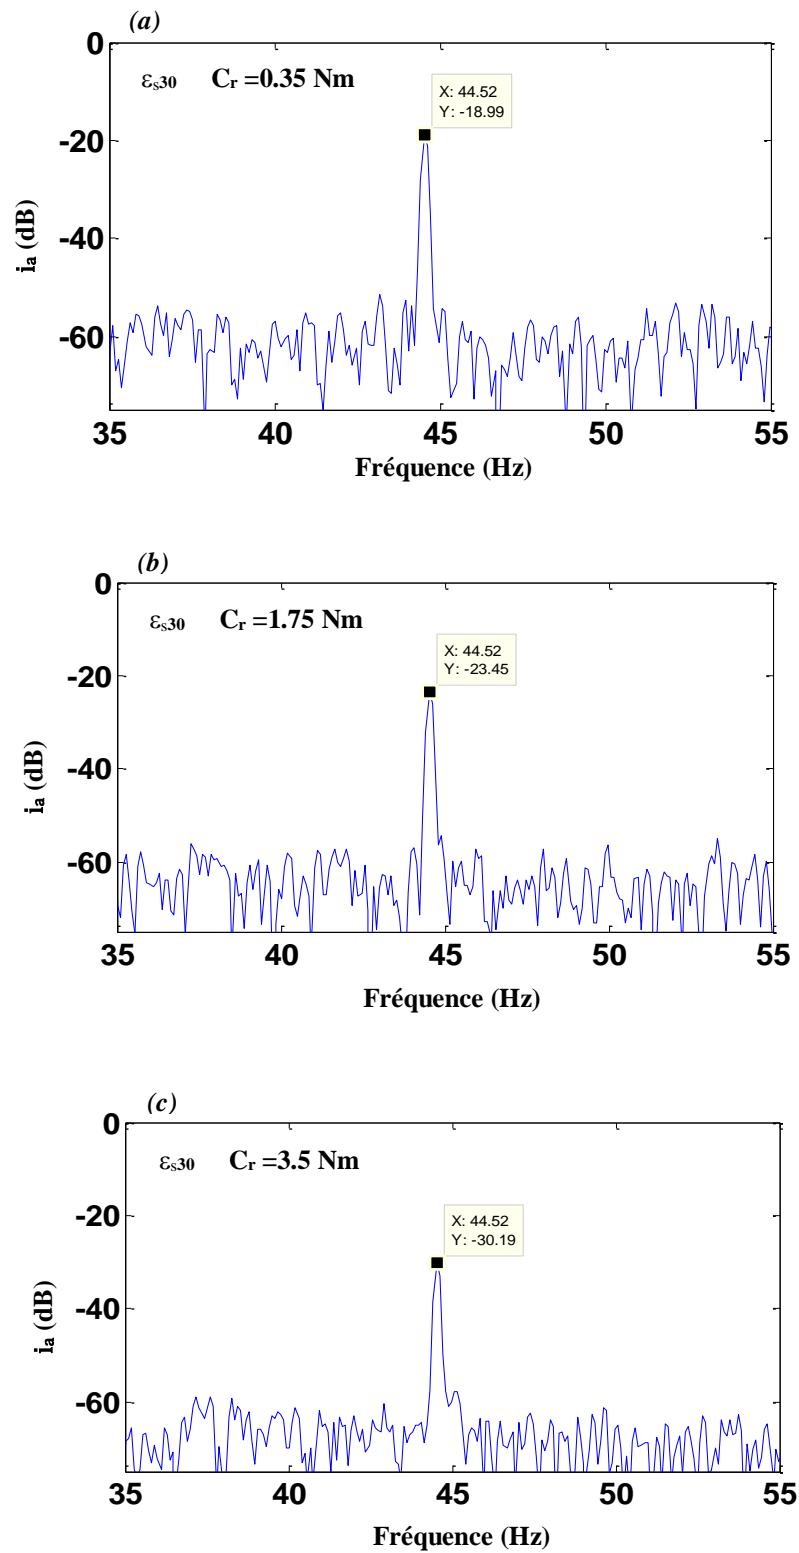 (a)
εs30 Cr =0.35 Nm
X: 44.52
Y: -18.99
0
-20
-40
-60
ia (dB)
35 40 45 50 55
Fréquence (Hz)
(b)
εs30 Cr =1.75 Nm
X: 44.52
Y: -23.45
0
-20
-40
-60
ia (dB)
35 40 45 50 55
Fréquence (Hz)
(c)
εs30 Cr =3.5 Nm
X: 44.52
Y: -30.19
0
-20
-40
-60
ia (dB)
35 40 45 50 55
Fréquence (Hz)